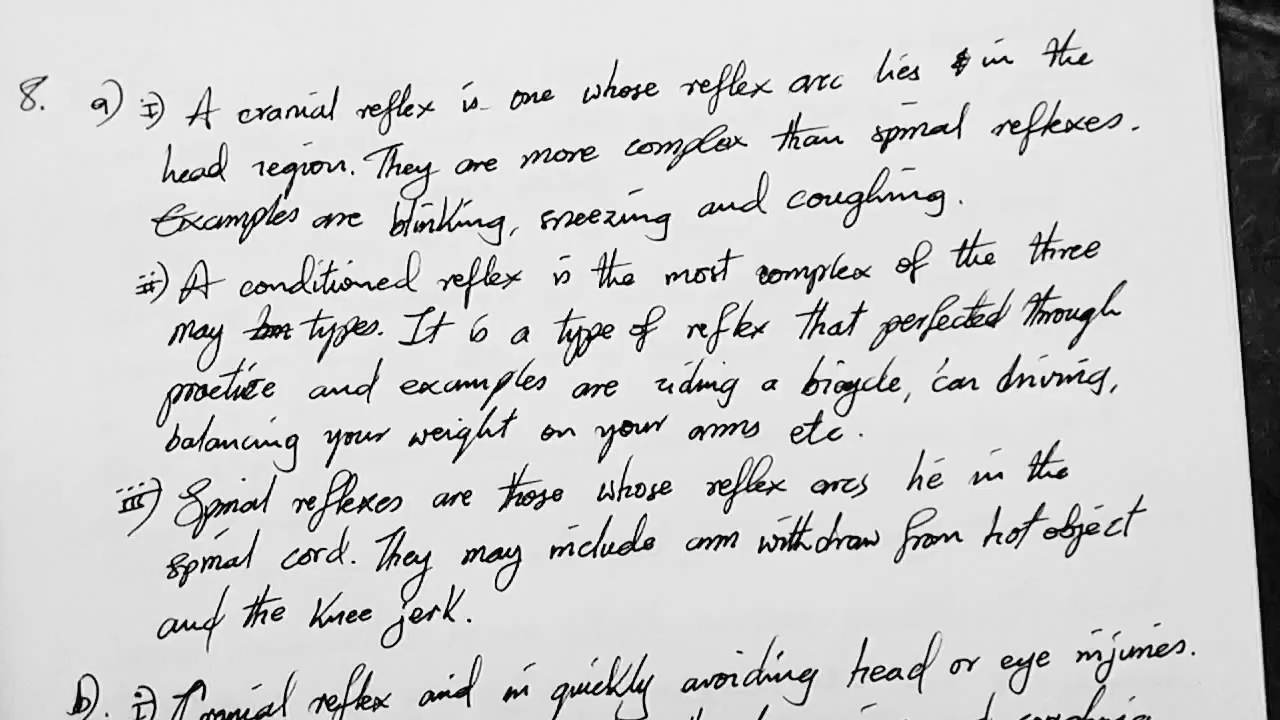 8. a) i) A cranial reflex is one whose reflex arc lies in the
head region. They are more complex than spinal reflexes.
Examples are blinking, sneezing and coughing.
ii) A conditioned reflex is the most complex of the three
may types. It is a type of reflex that perfected through
practice and examples are riding a bicycle, car driving,
balancing your weight on your arms etc.
iii) Spinal reflexes are those whose reflex arcs lie in the
spinal cord. They may include arm withdraw from hot object
and the knee jerk.
b). i) Cranial reflex aid in quickly avoiding head or eye injuries.